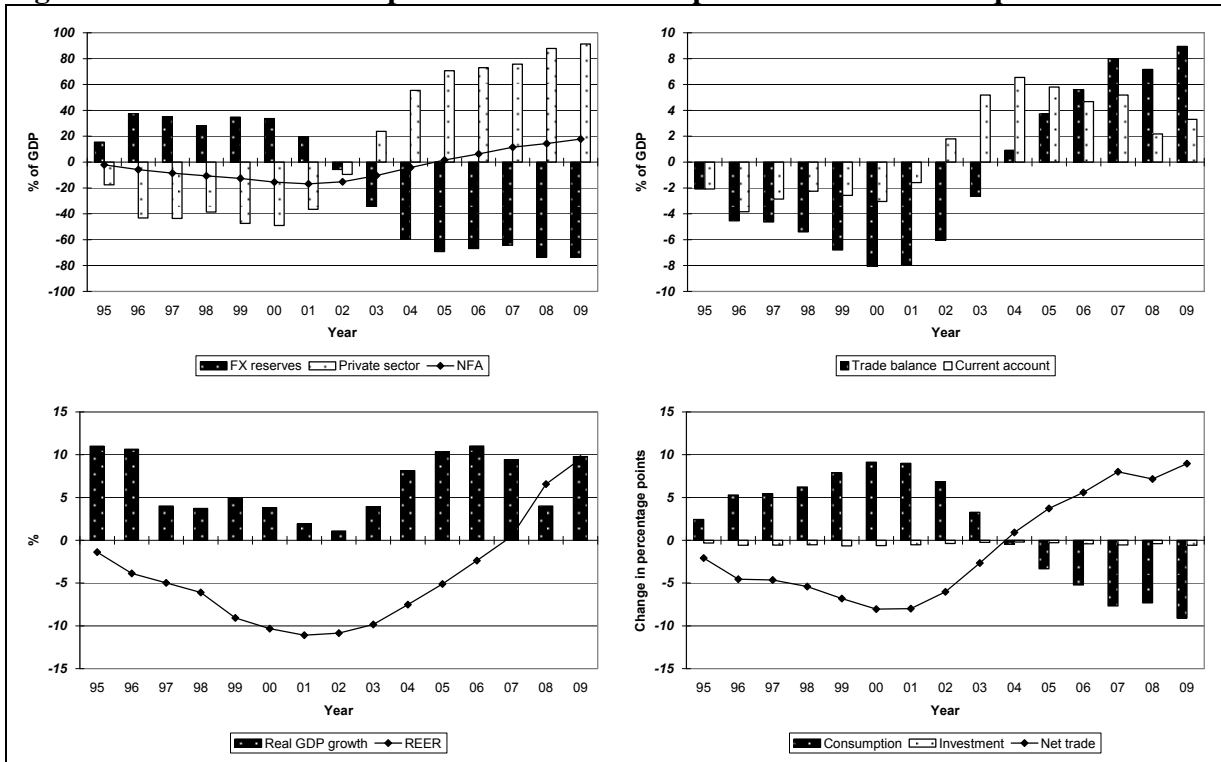 100
80
60
40
20
0
-20
-40
-60
-80
-100
% of GDP
95 96 97 98 99 00 01 02 03 04 05 06 07 08 09
Year
FX reserves Private sector NFA
10
8
6
4
2
0
-2
-4
-6
-8
-10
% of GDP
95 96 97 98 99 00 01 02 03 04 05 06 07 08 09
Year
Trade balance Current account
15
10
5
0
-5
-10
-15
%
95 96 97 98 99 00 01 02 03 04 05 06 07 08 09
Year
Real GDP growth REER
15
10
5
0
-5
-10
-15
Change in percentage points
95 96 97 98 99 00 01 02 03 04 05 06 07 08 09
Year
Consumption Investment Net trade